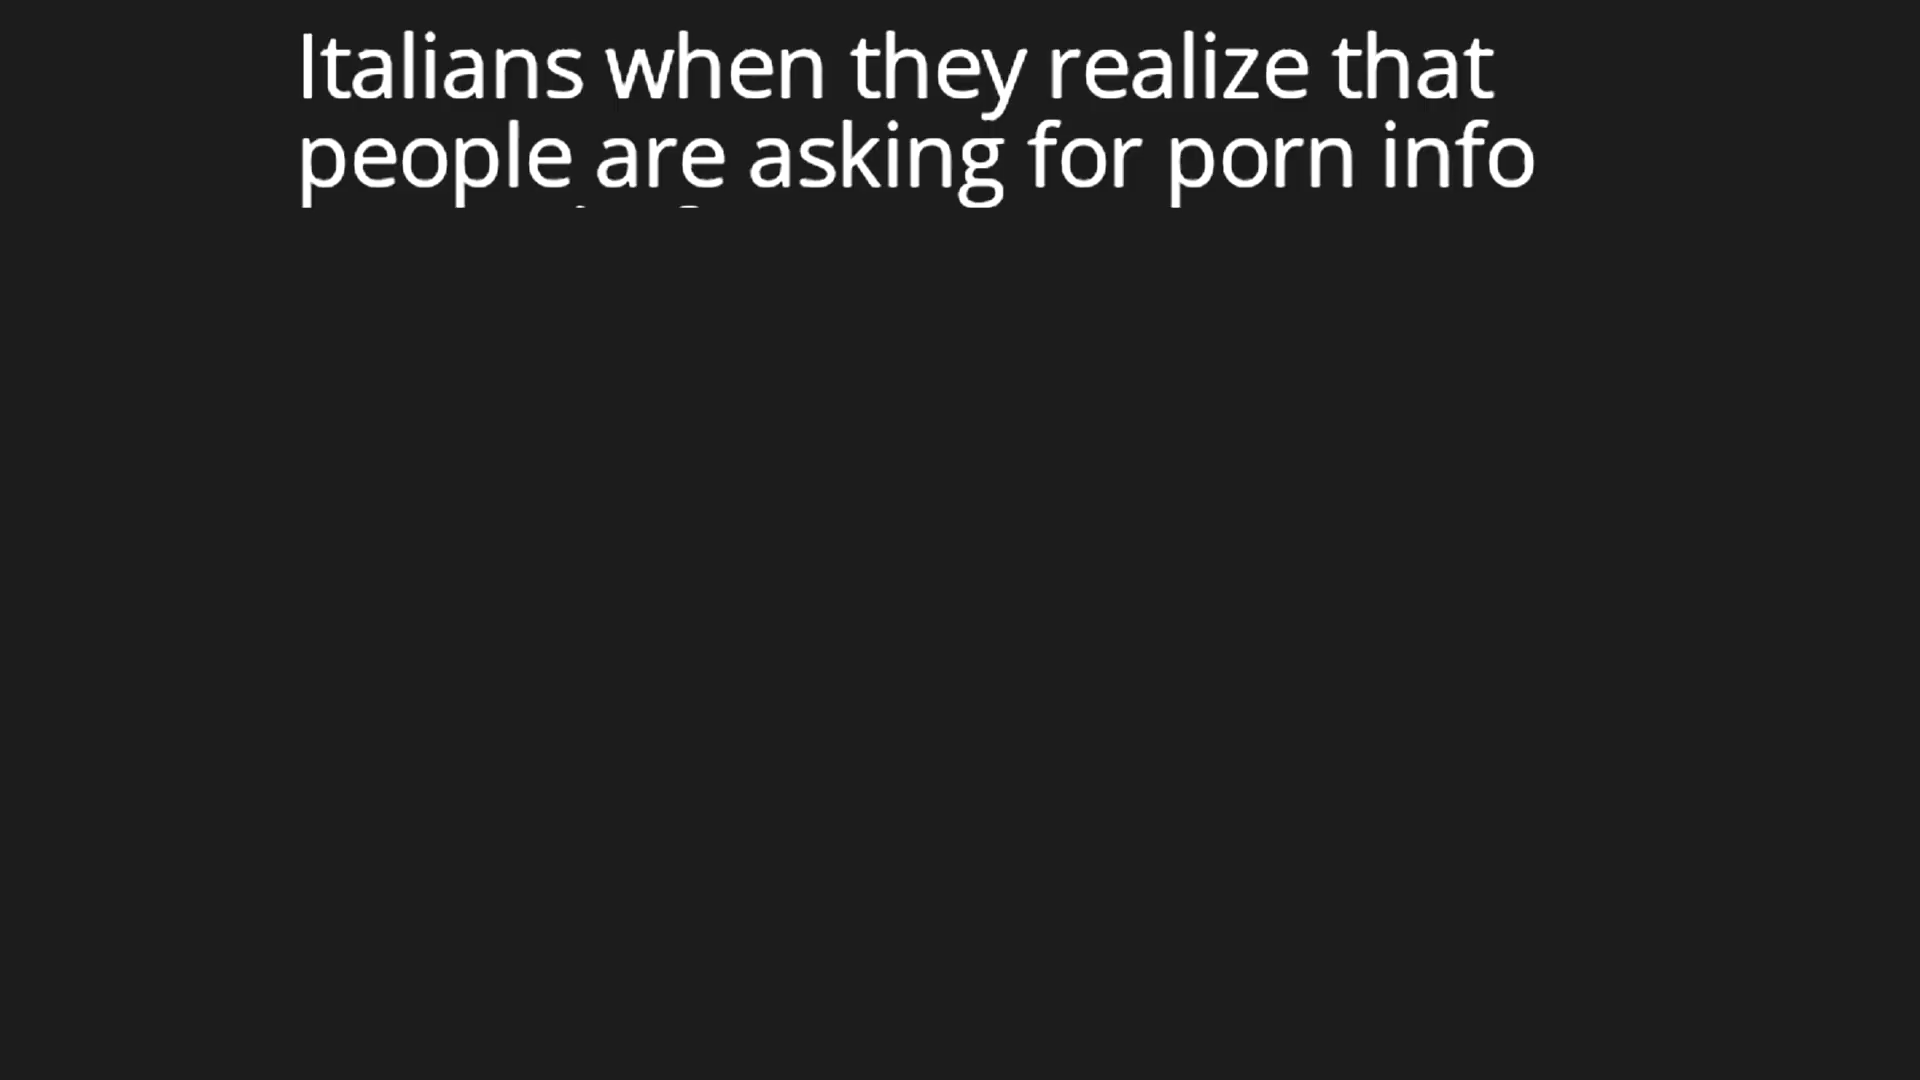 Italians when they realize that
people are asking for porn info